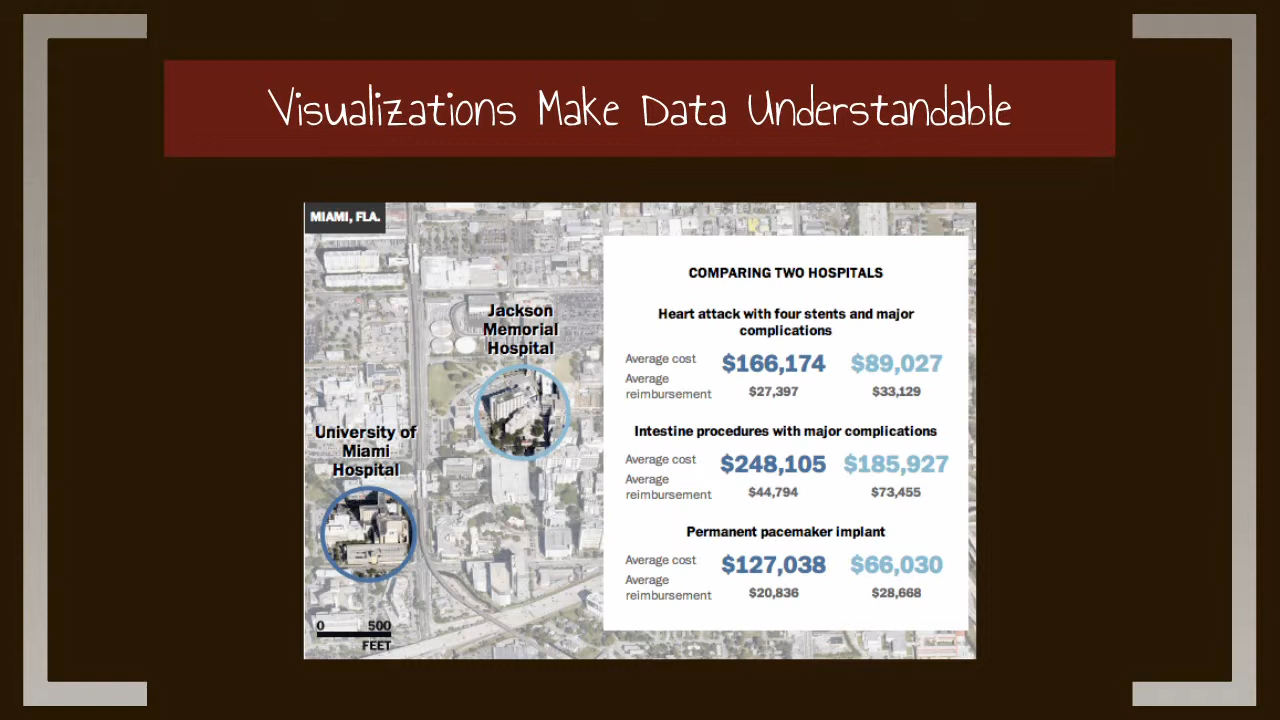 Visualizations Make Data Understandable
MIAMI, FLA.
Jackson
Memorial
Hospital
University of
Miami
Hospital
0 500
FEET
COMPARING TWO HOSPITALS
Heart attack with four stents and major
complications
Average cost $166,174 $89,027
Average
reimbursement $27,397 $33,129
Intestine procedures with major complications
Average cost $248,105 $185,927
Average
reimbursement $44,794 $73,455
Permanent pacemaker implant
Average cost $127,038 $66,030
Average
reimbursement $20,836 $28,668